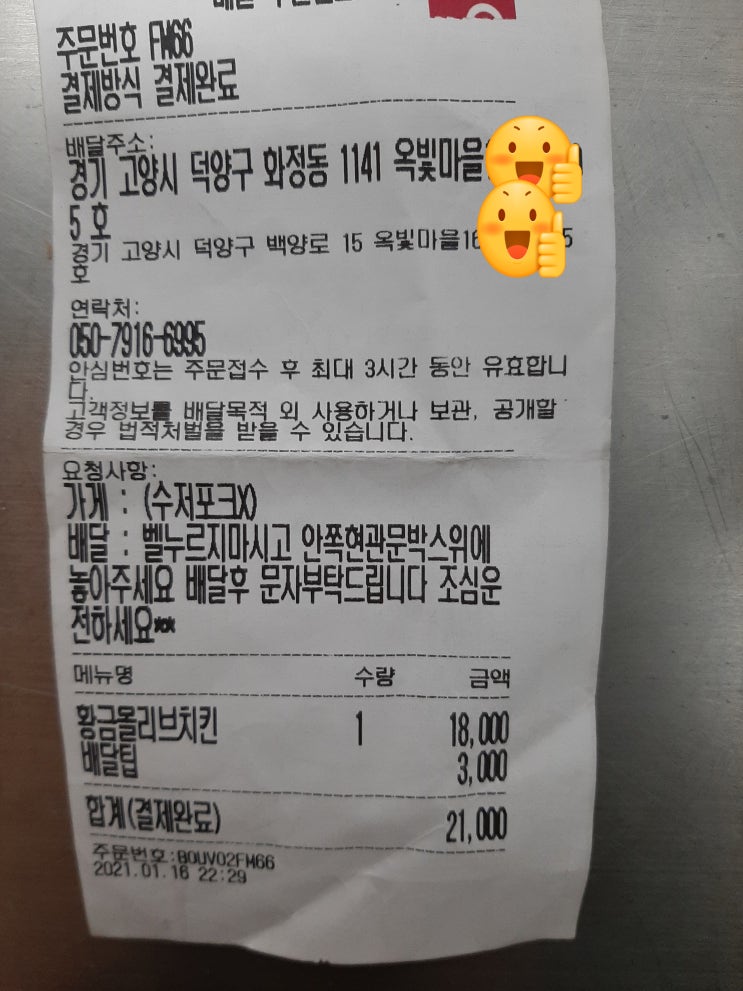 주문번호 FM66
결제방식 결제완료
배달주소:
경기 고양시 덕양구 화정동 1141 옥빛마을
5 호
경기 고양시 덕양구 백양로 15 옥빛마을16 5
호
연락처:
050-7916-6995
안심번호는 주문접수 후 최대 3시간 동안 유효합니
다.
고객정보를 배달목적 외 사용하거나 보관, 공개할
경우 법적처벌을 받을 수 있습니다.
요청사항:
가게 : (수저포크X)
배달 : 벨누르지마시고 안쪽현관문박스위에
놓아주세요 배달후 문자부탁드립니다 조심운
전하세요**
메뉴명 수량 금액
황금올리브치킨 1 18,000
배달팁 3,000
합계(결제완료) 21,000
주문번호:B0UV02FM66
2021.01.16 22:29